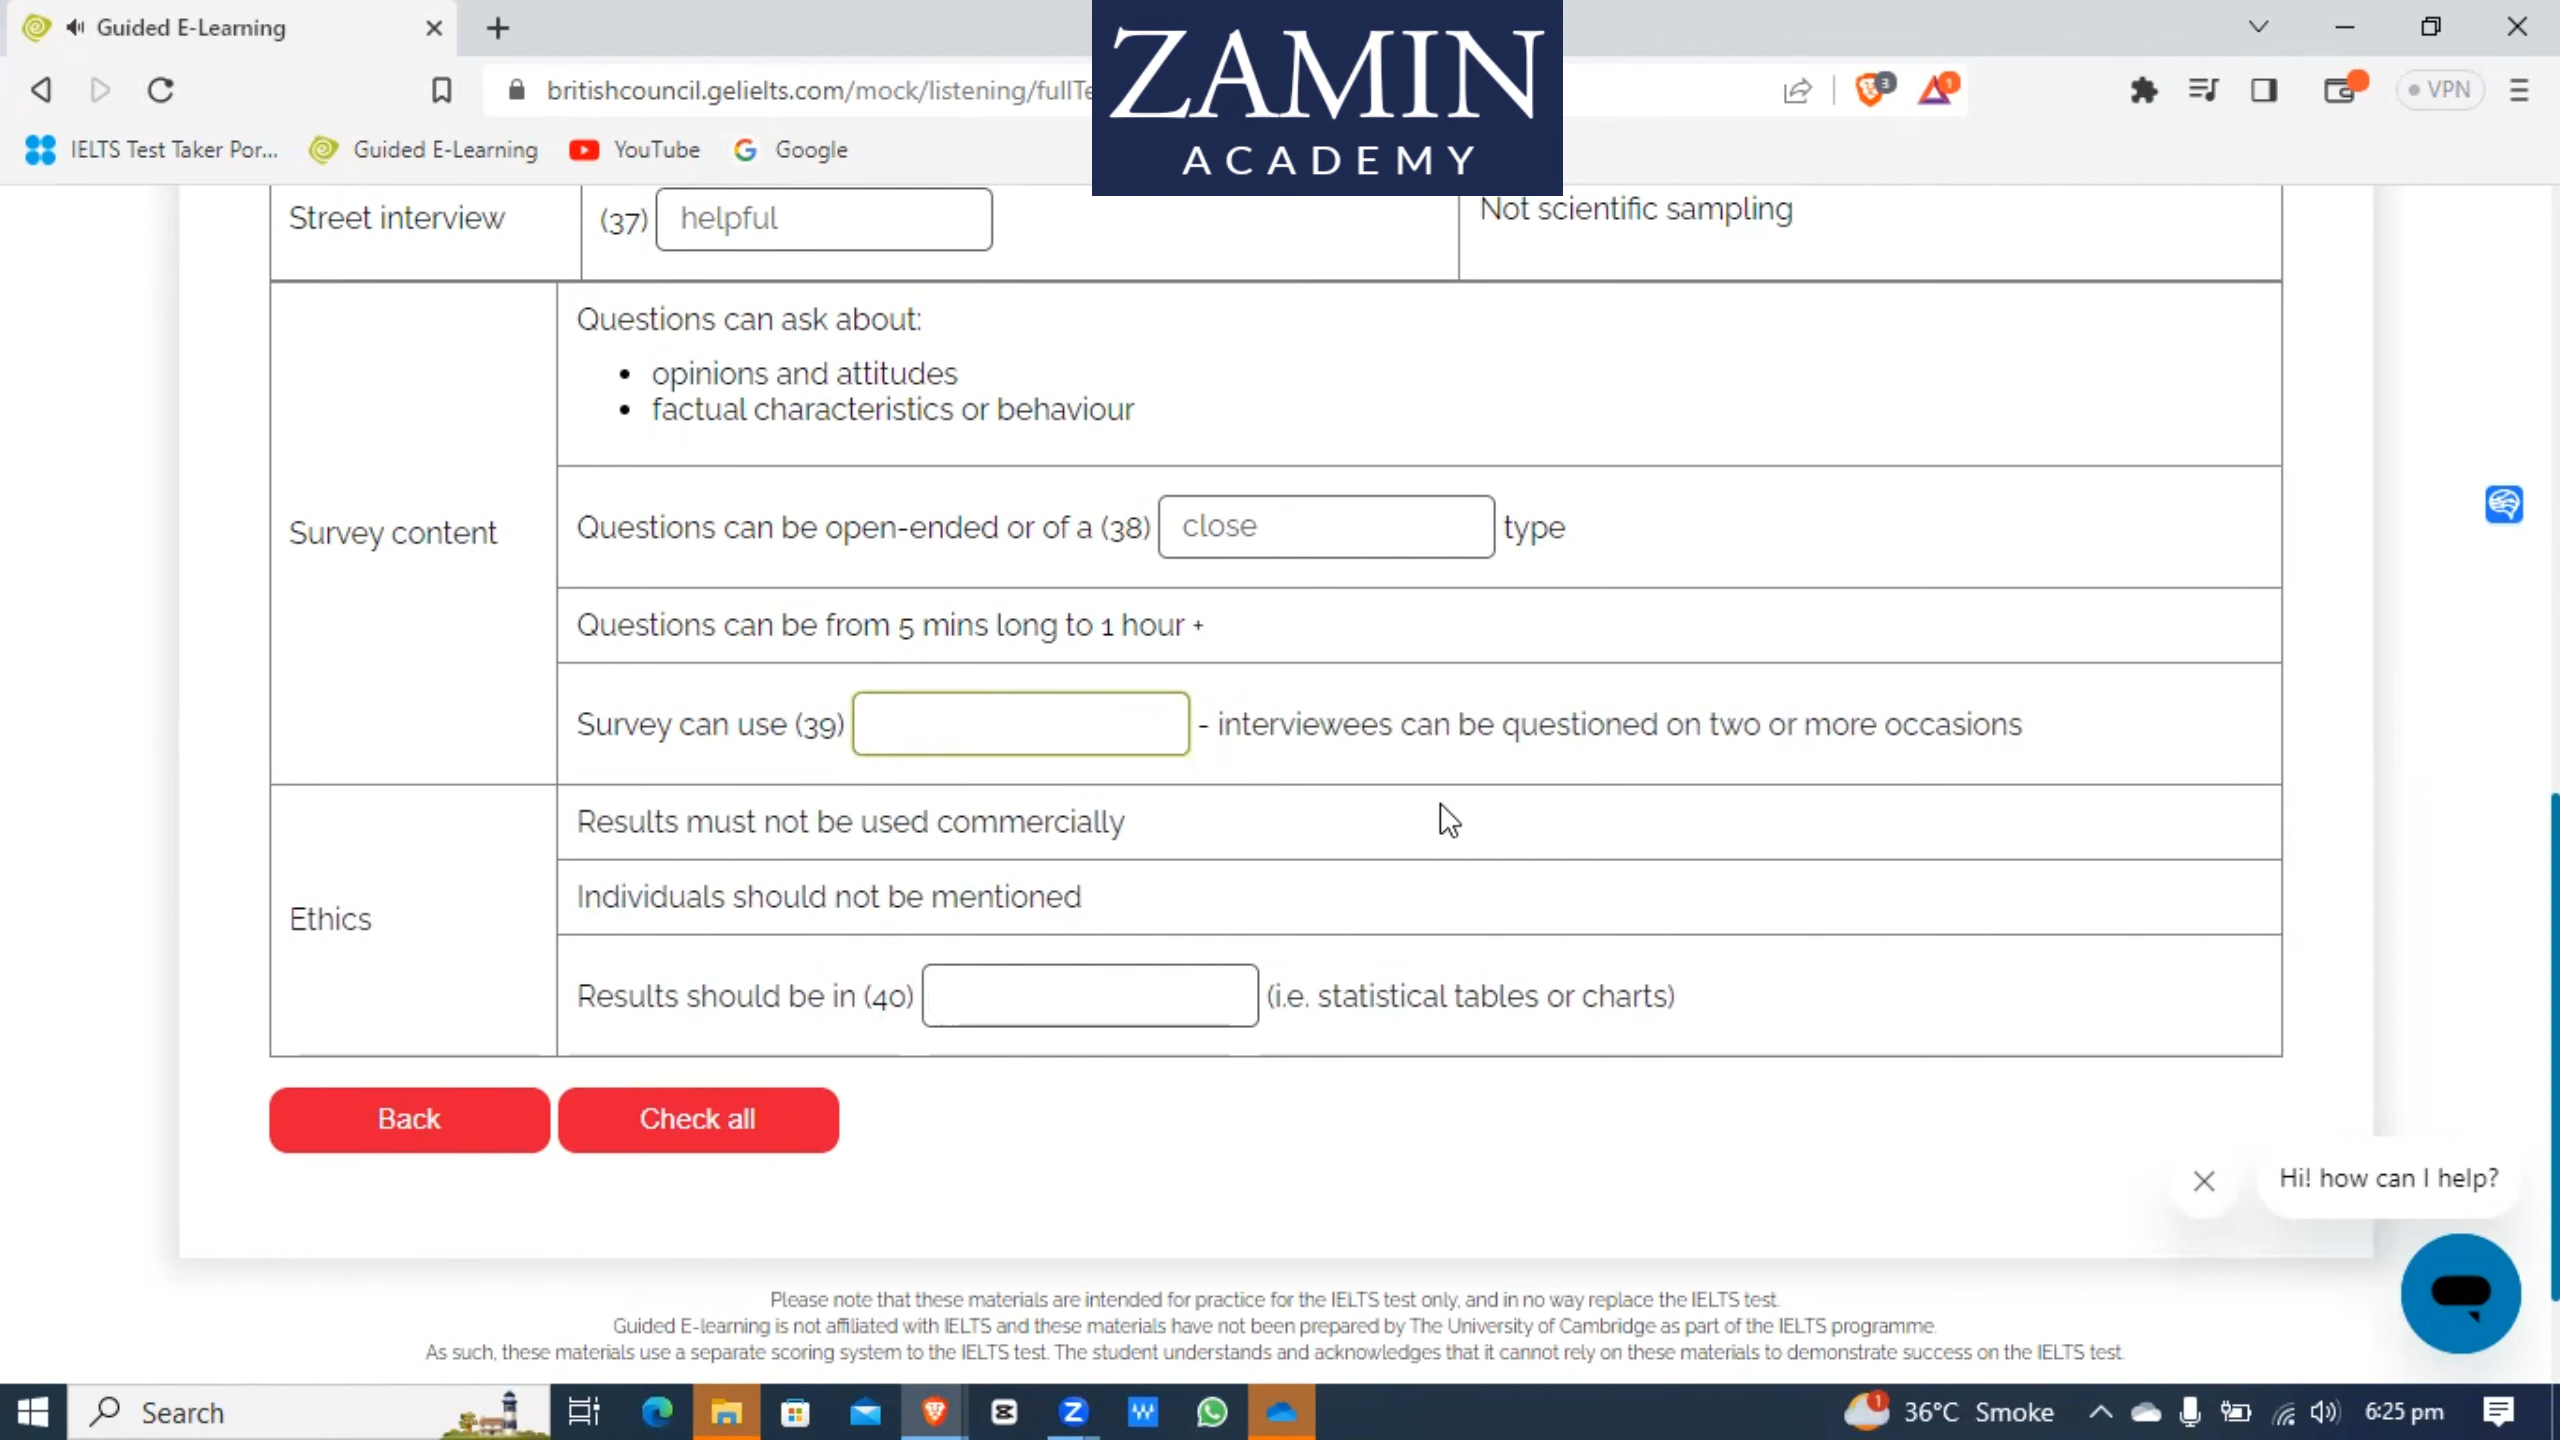 Guided E-Learning
britishcouncil.gelielts.com/mock/listening/fullTe
3
1
VPN
IELTS Test Taker Por...
Guided E-Learning
YouTube
Google
ZAMIN
ACADEMY
Street interview
(37) helpful
Not scientific sampling
Survey content
Questions can ask about:
• opinions and attitudes
• factual characteristics or behaviour
Questions can be open-ended or of a (38) close type
Questions can be from 5 mins long to 1 hour +
Survey can use (39) - interviewees can be questioned on two or more occasions
Ethics
Results must not be used commercially
Individuals should not be mentioned
Results should be in (40) (i.e. statistical tables or charts)
Back
Check all
Hi! how can I help?
Please note that these materials are intended for practice for the IELTS test only, and in no way replace the IELTS test.
Guided E-learning is not affiliated with IELTS and these materials have not been prepared by The University of Cambridge as part of the IELTS programme.
As such, these materials use a separate scoring system to the IELTS test. The student understands and acknowledges that it cannot rely on these materials to demonstrate success on the IELTS test.
Search
1
36°C Smoke
6:25 pm